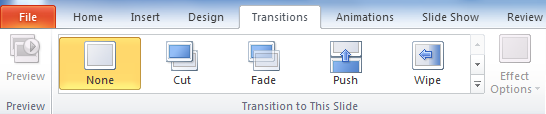 File Home Insert Design Transitions Animations Slide Show Review
Preview None Cut Fade Push Wipe Effect
Options
Preview Transition to This Slide